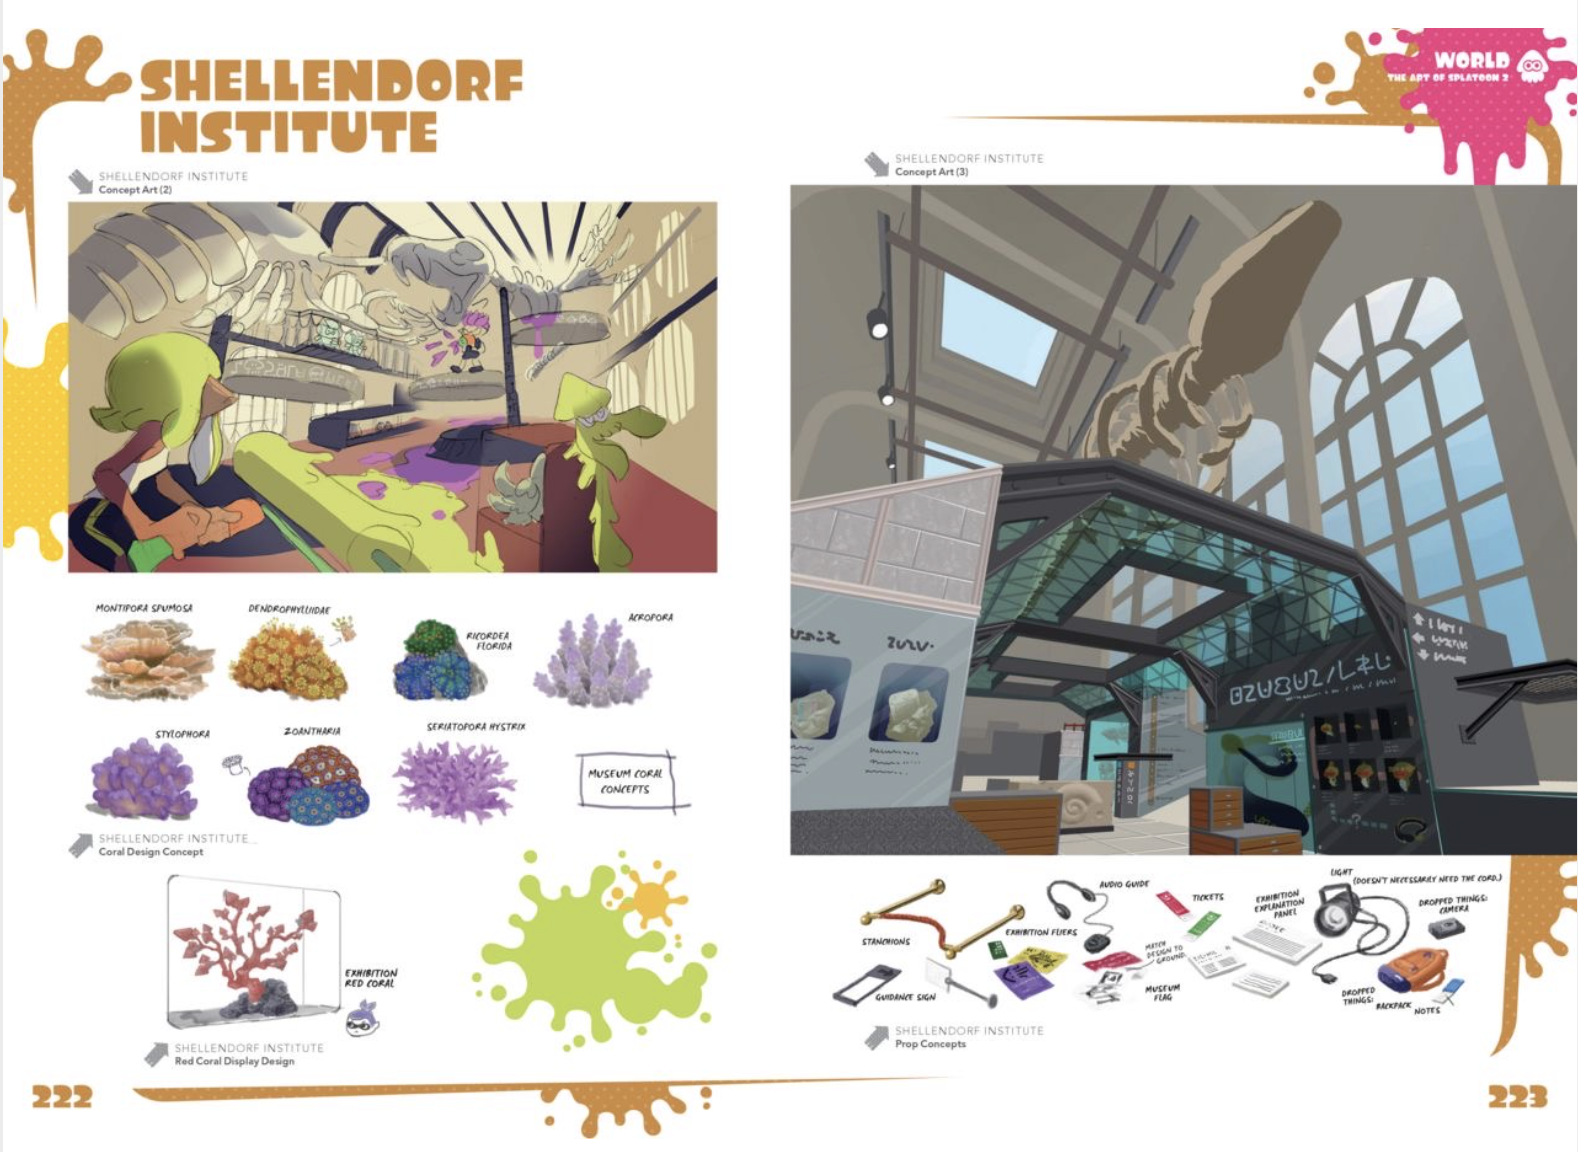 SHELLENDORF
INSTITUTE
SHELLENDORF INSTITUTE
Concept Art (2)
MONTIPORA SPUMOSA
DENDROPHYLLIIDAE
RICORDEA
FLORIDA
ACROPORA
STYLOPHORA
ZOANTHARIA
SERIATOPORA HYSTRIX
MUSEUM CORAL
CONCEPTS
SHELLENDORF INSTITUTE
Coral Design Concept
EXHIBITION
RED CORAL
SHELLENDORF INSTITUTE
Red Coral Display Design
222
WORLD
THE ART OF SPLATOON 2
SHELLENDORF INSTITUTE
Concept Art (3)
STANCHIONS
AUDIO GUIDE
TICKETS
EXHIBITION
EXPLANATION
PANEL
LIGHT
(DOESN'T NECESSARILY NEED THE CORD.)
DROPPED THINGS:
CAMERA
EXHIBITION FLIERS
MATCH
DESIGN TO
GROUND.
GUIDANCE SIGN
MUSEUM
FLAG
DROPPED
THINGS:
BACKPACK
NOTES
SHELLENDORF INSTITUTE
Prop Concepts
223